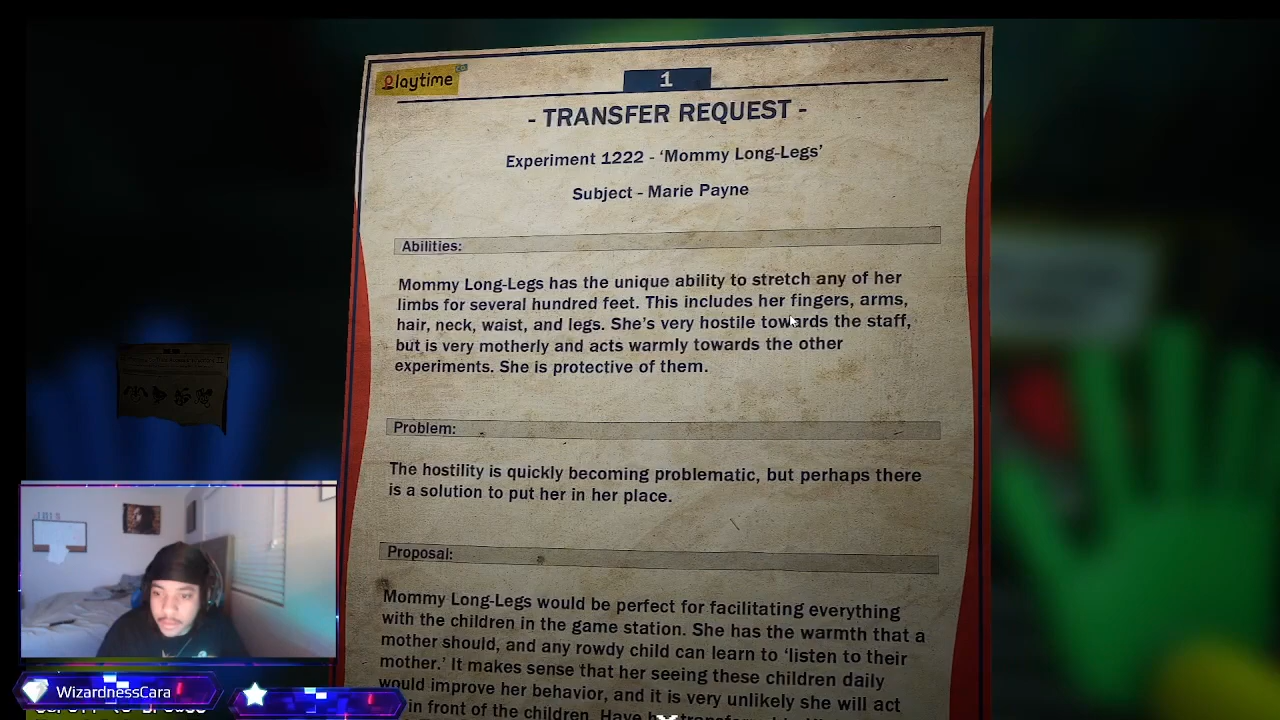 Playtime
1
- TRANSFER REQUEST -
Experiment 1222 - ‘Mommy Long-Legs’
Subject - Marie Payne
Abilities:
Mommy Long-Legs has the unique ability to stretch any of her
limbs for several hundred feet. This includes her fingers, arms,
hair, neck, waist, and legs. She's very hostile towards the staff,
but is very motherly and acts warmly towards the other
experiments. She is protective of them.
Problem:
The hostility is quickly becoming problematic, but perhaps there
is a solution to put her in her place.
Proposal:
Mommy Long-Legs would be perfect for facilitating everything
with the children in the game station. She has the warmth that a
mother should, and any rowdy child can learn to ‘listen to their
mother.’ It makes sense that her seeing these children daily
would improve her behavior, and it is very unlikely she will act
in front of the children. Have
WizardnessCara